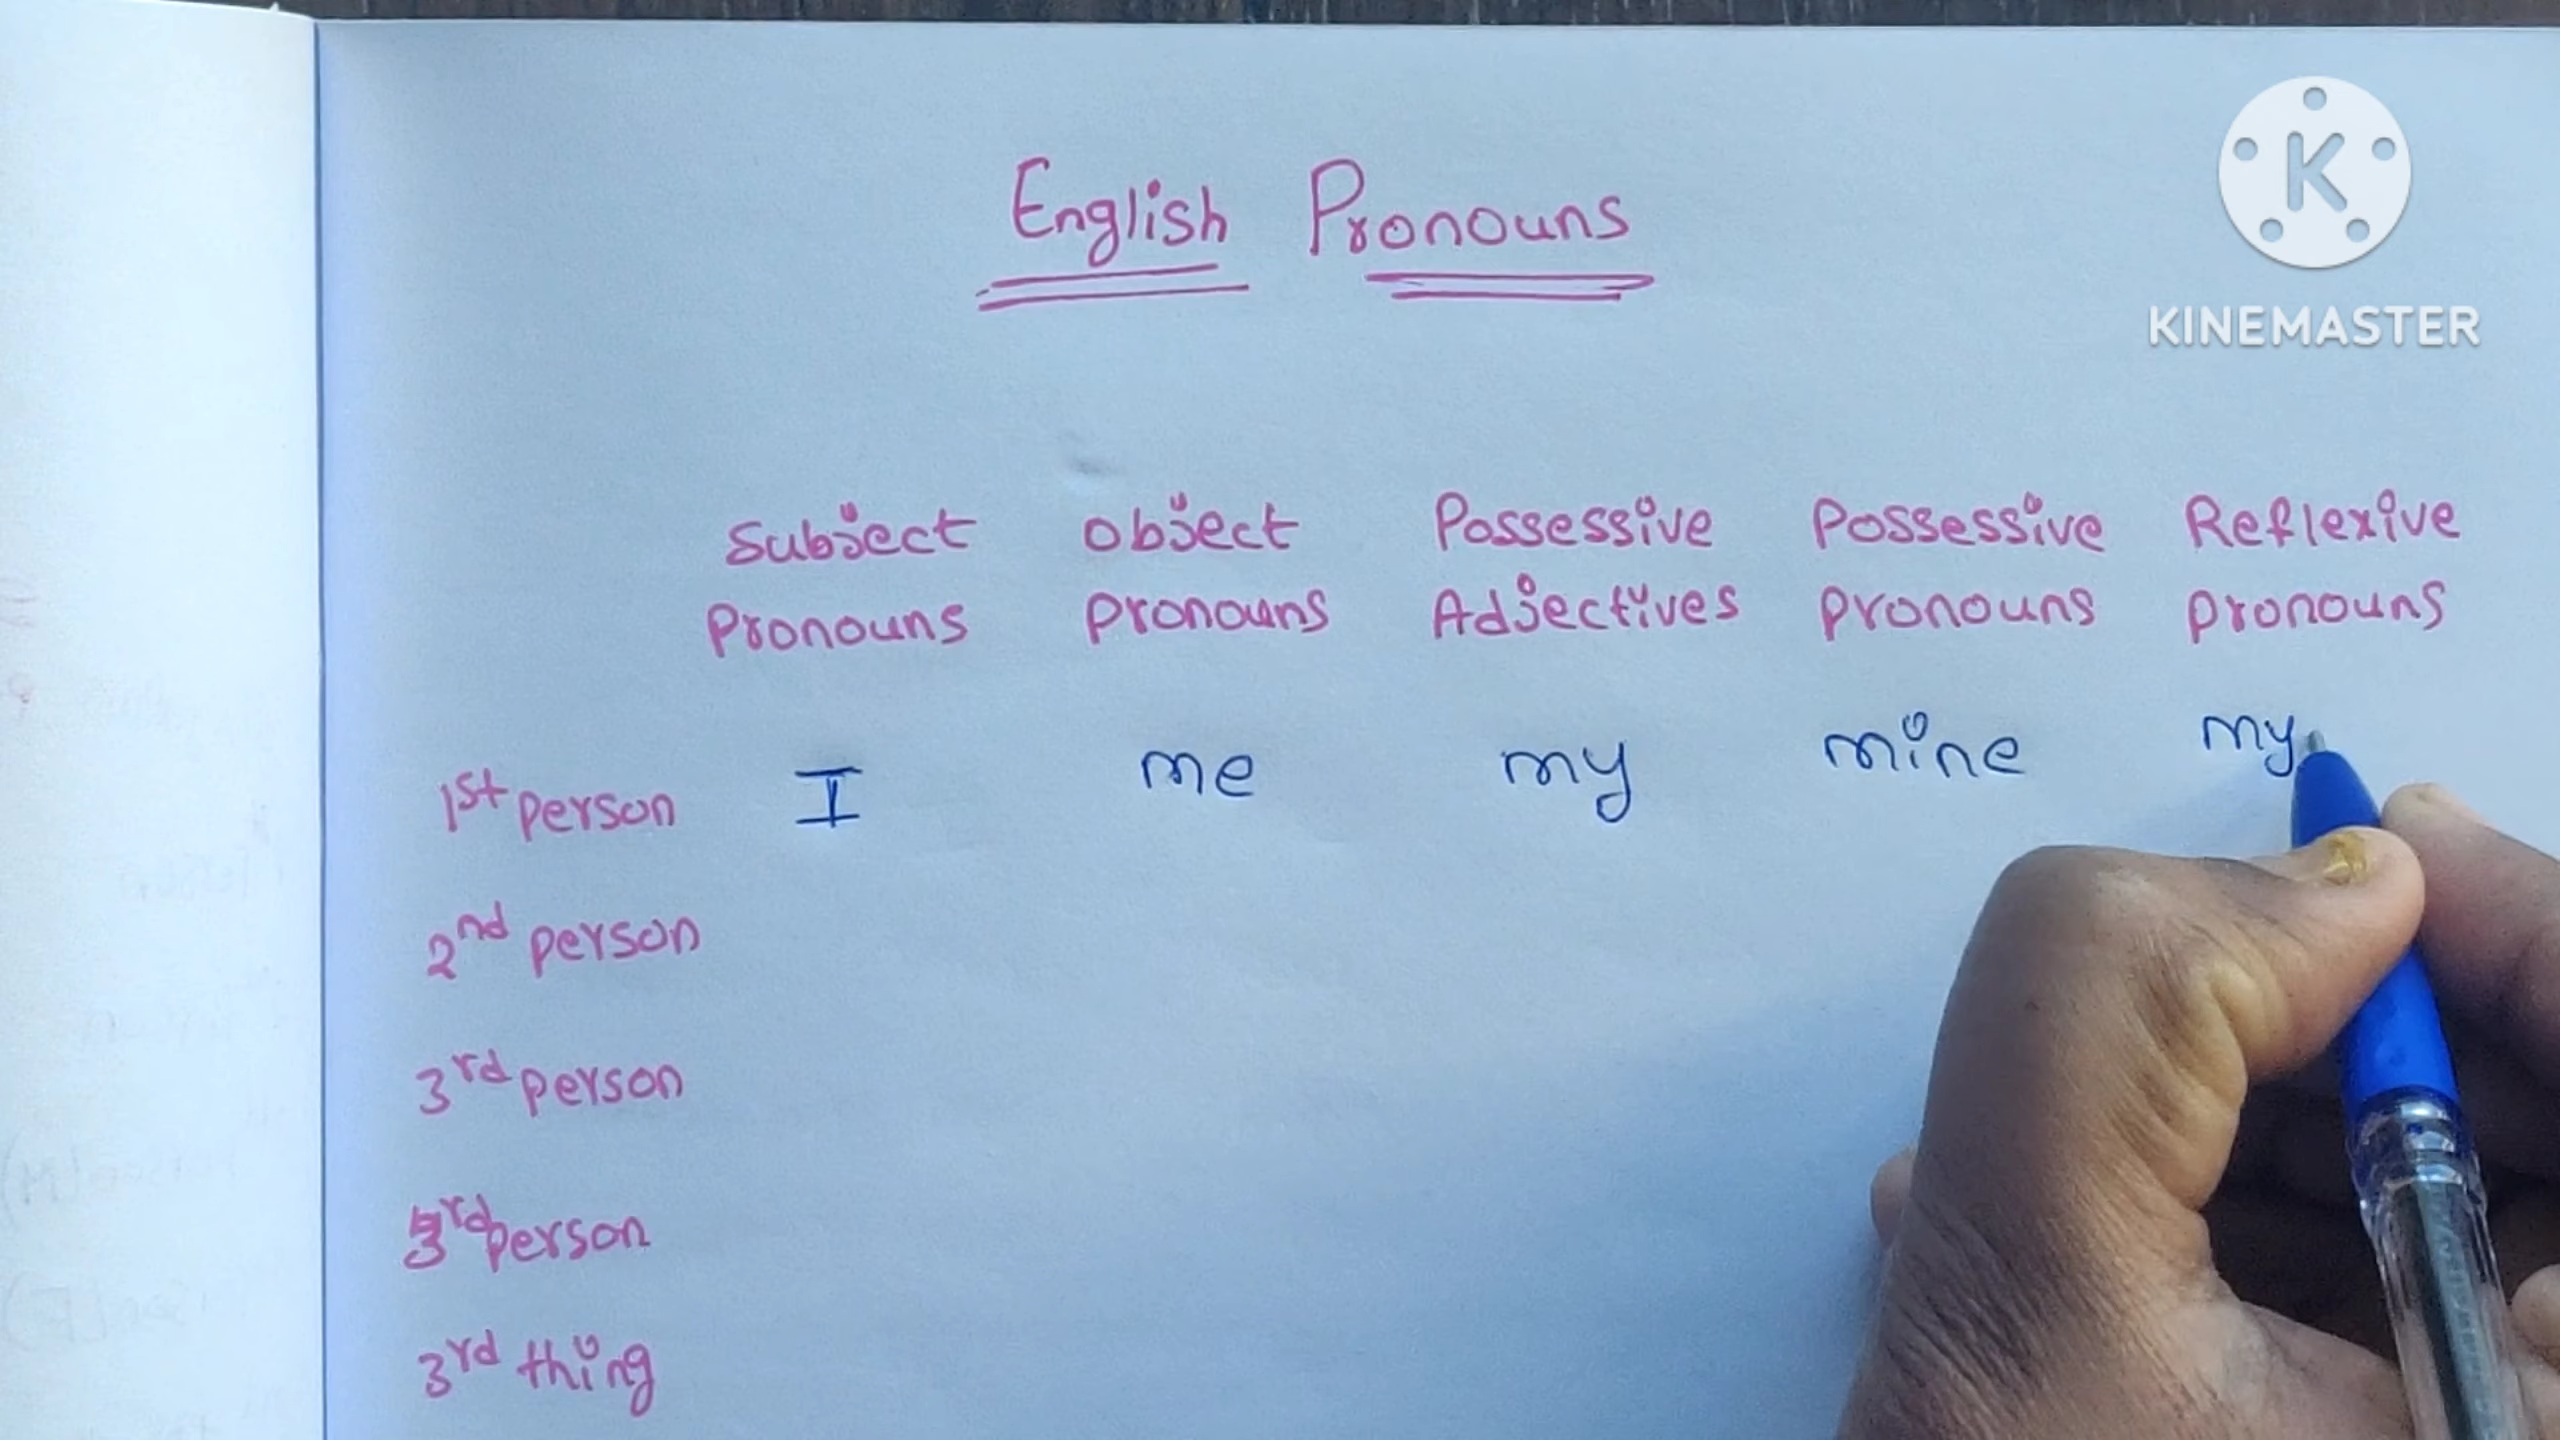 English Pronouns
KINEMASTER
Subject Object Possessive Possessive Reflexive
Pronouns Pronouns Adjectives Pronouns Pronouns
1st person I me my mine my
2nd person
3rd person
3rd person
3rd thing